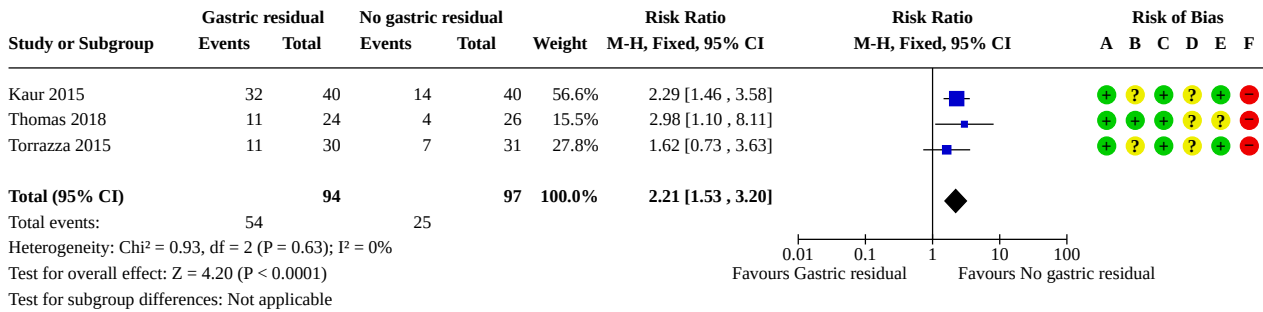 Gastric residual No gastric residual Risk Ratio Risk Ratio Risk of Bias
Study or Subgroup Events Total Events Total Weight M-H, Fixed, 95% CI M-H, Fixed, 95% CI A B C D E F
Kaur 2015 32 40 14 40 56.6% 2.29 [1.46 , 3.58] + ? + ? + −
Thomas 2018 11 24 4 26 15.5% 2.98 [1.10 , 8.11] + + + ? ? −
Torrazza 2015 11 30 7 31 27.8% 1.62 [0.73 , 3.63] + ? + ? + −
Total (95% CI) 94 97 100.0% 2.21 [1.53 , 3.20]
Total events: 54 25
Heterogeneity: Chi² = 0.93, df = 2 (P = 0.63); I² = 0%
0.01 0.1 1 10 100
Test for overall effect: Z = 4.20 (P < 0.0001)
Favours Gastric residual Favours No gastric residual
Test for subgroup differences: Not applicable